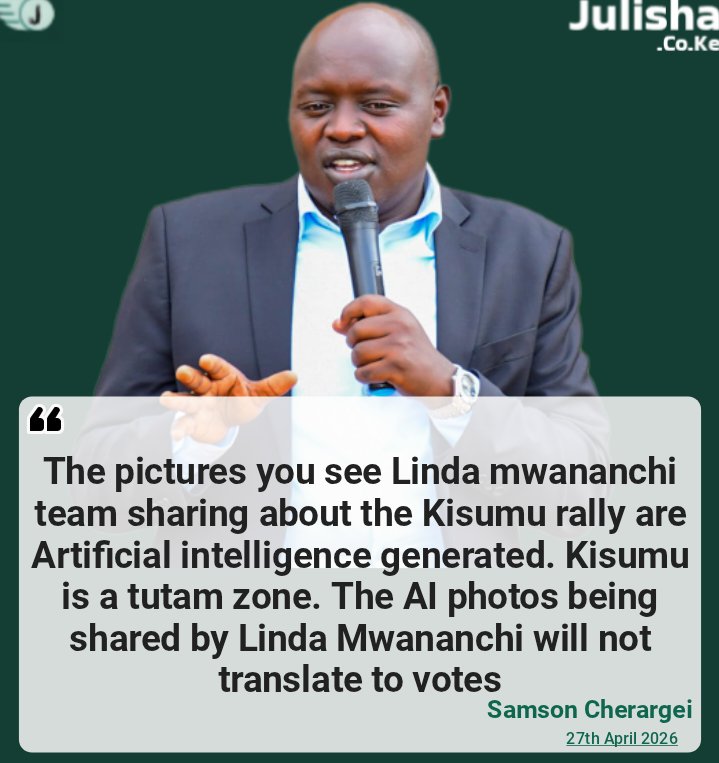 J
Julisha
.Co.Ke
“
The pictures you see Linda mwananchi
team sharing about the Kisumu rally are
Artificial intelligence generated. Kisumu
is a tutam zone. The AI photos being
shared by Linda Mwananchi will not
translate to votes
Samson Cherargei
27th April 2026